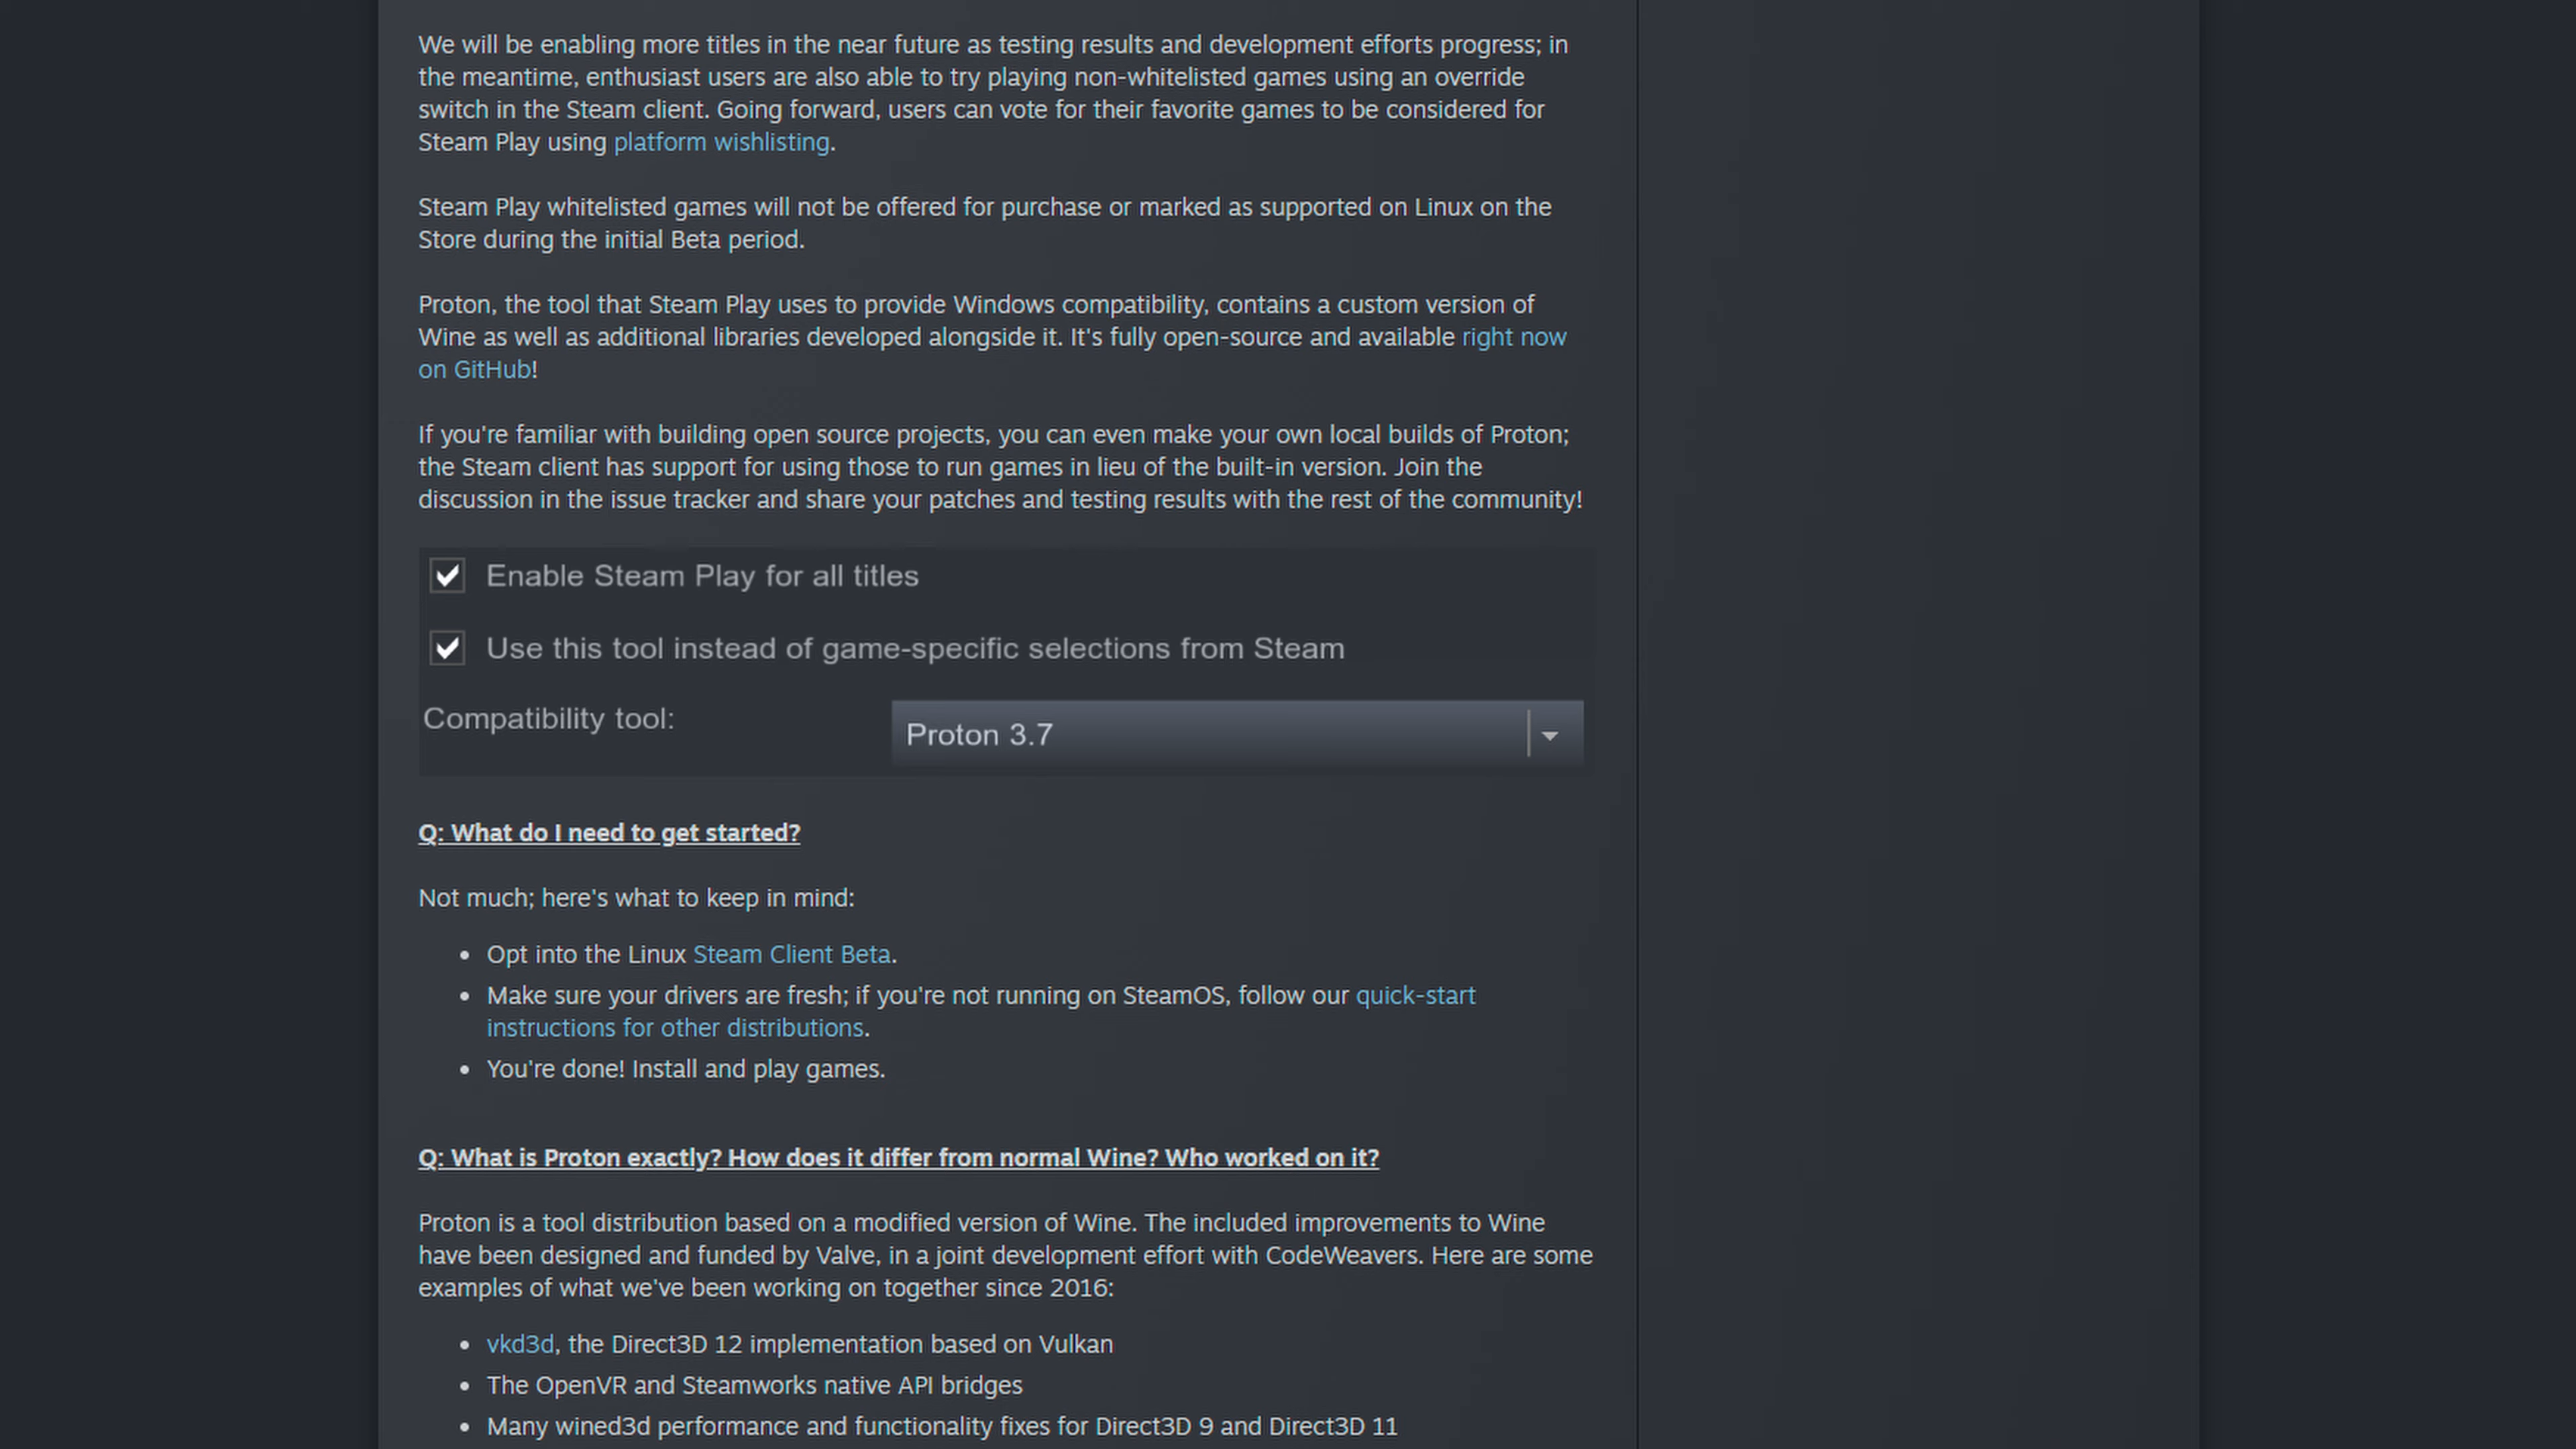 We will be enabling more titles in the near future as testing results and development efforts progress; in
the meantime, enthusiast users are also able to try playing non-whitelisted games using an override
switch in the Steam client. Going forward, users can vote for their favorite games to be considered for
Steam Play using platform wishlisting.
Steam Play whitelisted games will not be offered for purchase or marked as supported on Linux on the
Store during the initial Beta period.
Proton, the tool that Steam Play uses to provide Windows compatibility, contains a custom version of
Wine as well as additional libraries developed alongside it. It's fully open-source and available right now
on GitHub!
If you're familiar with building open source projects, you can even make your own local builds of Proton;
the Steam client has support for using those to run games in lieu of the built-in version. Join the
discussion in the issue tracker and share your patches and testing results with the rest of the community!
Enable Steam Play for all titles
Use this tool instead of game-specific selections from Steam
Compatibility tool:
Proton 3.7
Q: What do I need to get started?
Not much; here's what to keep in mind:
• Opt into the Linux Steam Client Beta.
• Make sure your drivers are fresh; if you're not running on SteamOS, follow our quick-start
instructions for other distributions.
• You're done! Install and play games.
Q: What is Proton exactly? How does it differ from normal Wine? Who worked on it?
Proton is a tool distribution based on a modified version of Wine. The included improvements to Wine
have been designed and funded by Valve, in a joint development effort with CodeWeavers. Here are some
examples of what we've been working on together since 2016:
• vkd3d, the Direct3D 12 implementation based on Vulkan
• The OpenVR and Steamworks native API bridges
• Many wined3d performance and functionality fixes for Direct3D 9 and Direct3D 11